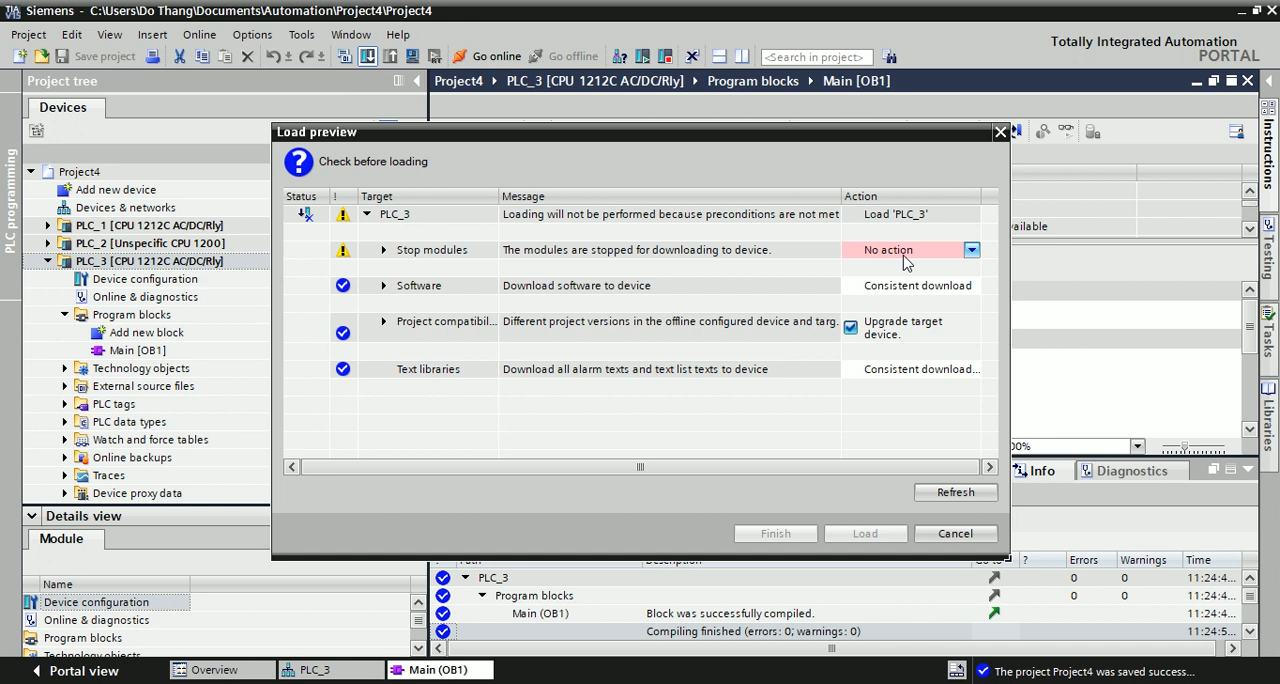 Siemens - C:\Users\Do Thang\Documents\Automation\Project4\Project4
Project Edit View Insert Online Options Tools Window Help
Totally Integrated Automation
PORTAL
Save project
Go online
Go offline
<Search in project>
Project tree
Project4 PLC_3 [CPU 1212C AC/DC/Rly] Program blocks Main [OB1]
Devices
PLC programming
Project4
Add new device
Devices & networks
PLC_1 [CPU 1212C AC/DC/Rly]
PLC_2 [Unspecific CPU 1200]
PLC_3 [CPU 1212C AC/DC/Rly]
Device configuration
Online & diagnostics
Program blocks
Add new block
Main [OB1]
Technology objects
External source files
PLC tags
PLC data types
Watch and force tables
Online backups
Traces
Device proxy data
Details view
Module
Name
Device configuration
Online & diagnostics
Program blocks
Technology objects
Load preview
Check before loading
Status ! Target Message Action
PLC_3 Loading will not be performed because preconditions are not met Load 'PLC_3'
Stop modules The modules are stopped for downloading to device. No action
Software Download software to device Consistent download
Project compatibil... Different project versions in the offline configured device and targ. Upgrade target
device.
Text libraries Download all alarm texts and text list texts to device Consistent download...
Refresh
Finish Load Cancel
ailable
00%
Info Diagnostics
Path Description Go to ? Errors Warnings Time
PLC_3 0 0 11:24:4...
Program blocks 0 0 11:24:4...
Main (OB1) Block was successfully compiled. 11:24:4...
Compiling finished (errors: 0; warnings: 0) 11:24:5...
Instructions
Testing
Tasks
Libraries
Portal view
Overview
PLC_3
Main (OB1)
The project Project4 was saved success...